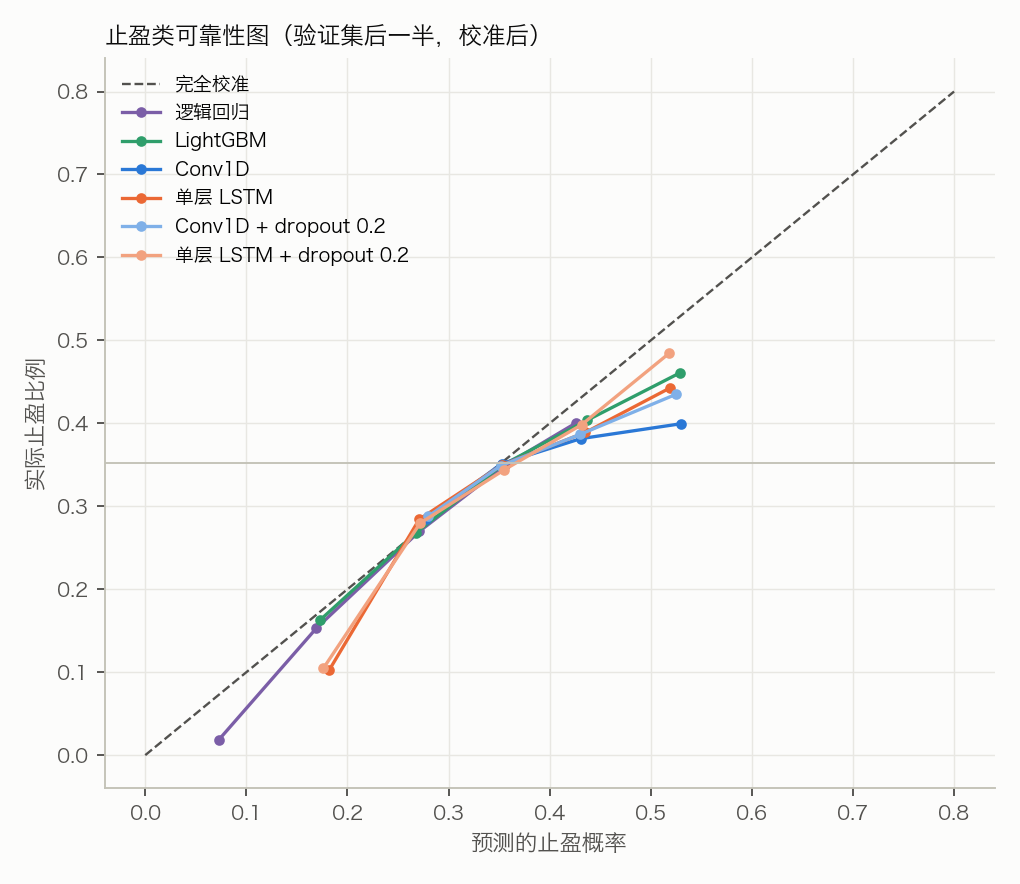 止盈类可靠性图（验证集后一半，校准后）
完全校准
逻辑回归
LightGBM
Conv1D
单层 LSTM
Conv1D + dropout 0.2
单层 LSTM + dropout 0.2
实际止盈比例
0.8
0.7
0.6
0.5
0.4
0.3
0.2
0.1
0.0
0.0 0.1 0.2 0.3 0.4 0.5 0.6 0.7 0.8
预测的止盈概率